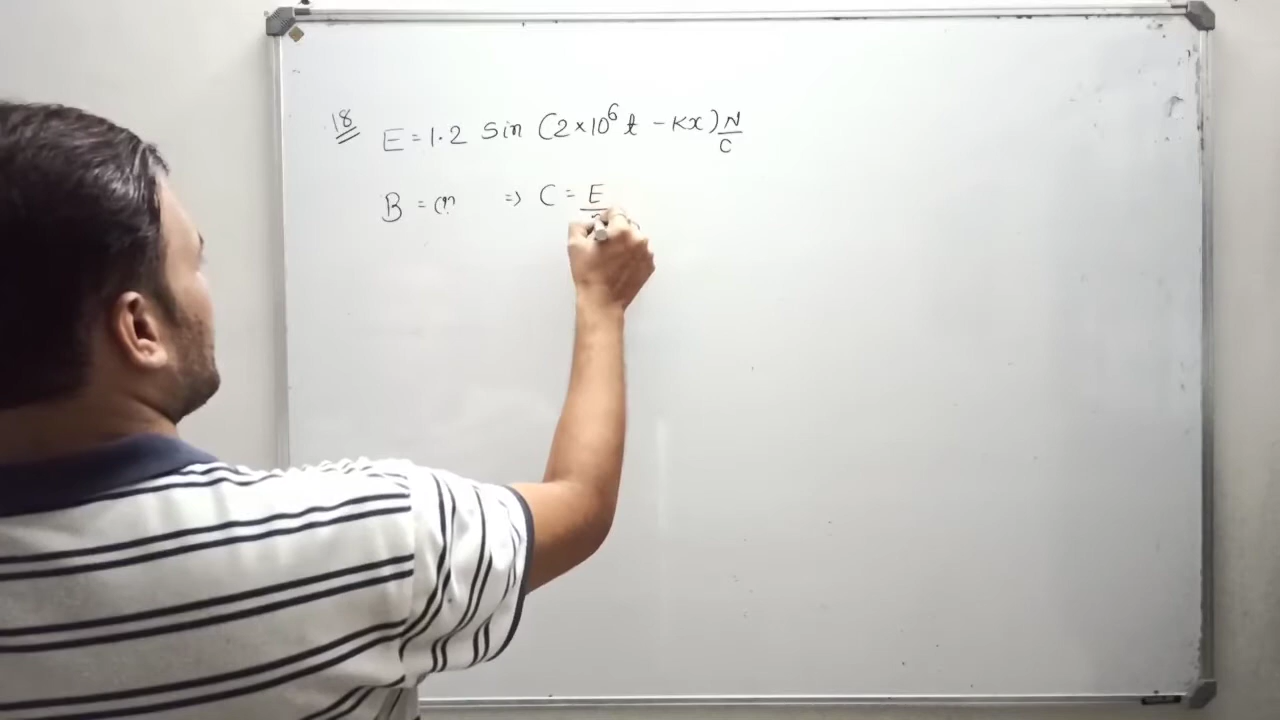 18 E = 1.2 Sin (2×10⁶ t - Kx) N/C
B = ⇒ C = E